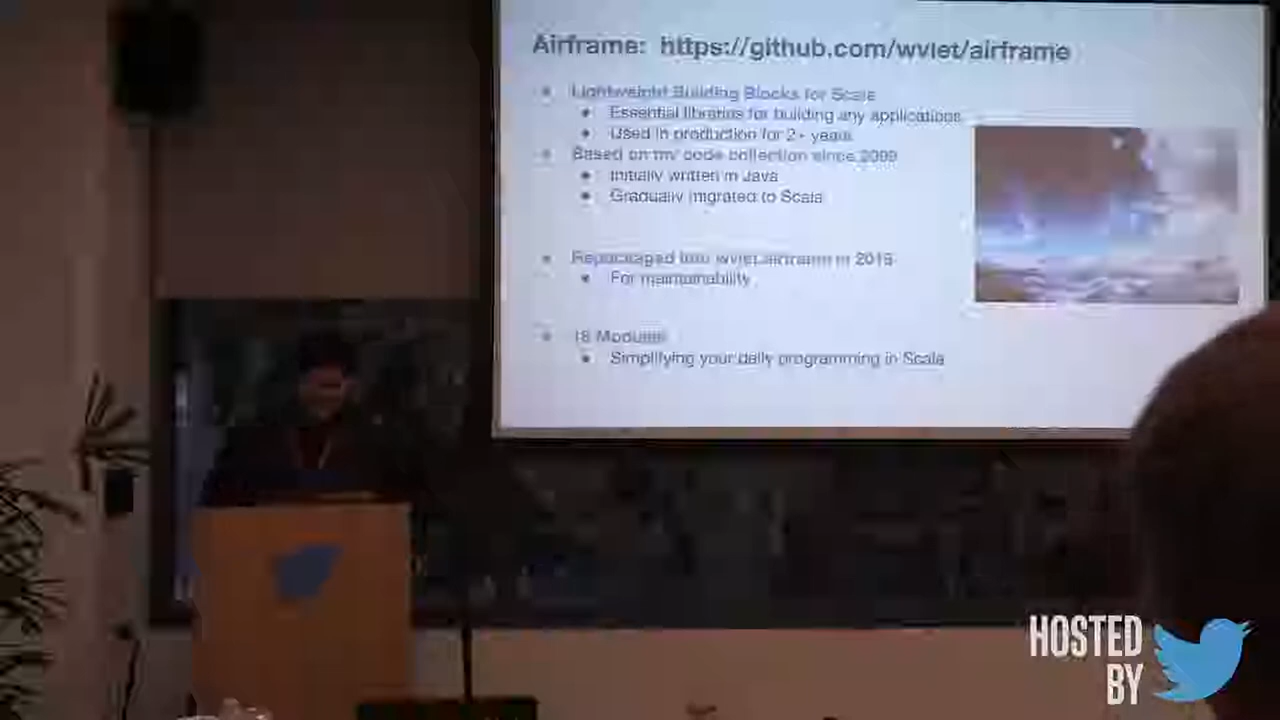 Airframe: https://github.com/wvlet/airframe
Lightweight Building Blocks for Scala
Essential libraries for building any applications
Used in production for 2+ years
Based on my code collection since 2009
Initially written in Java
Gradually migrated to Scala
Repackaged into wvlet.airframe in
For maintainability
18 Modules
Simplifying your daily programming in Scala
HOSTED
BY